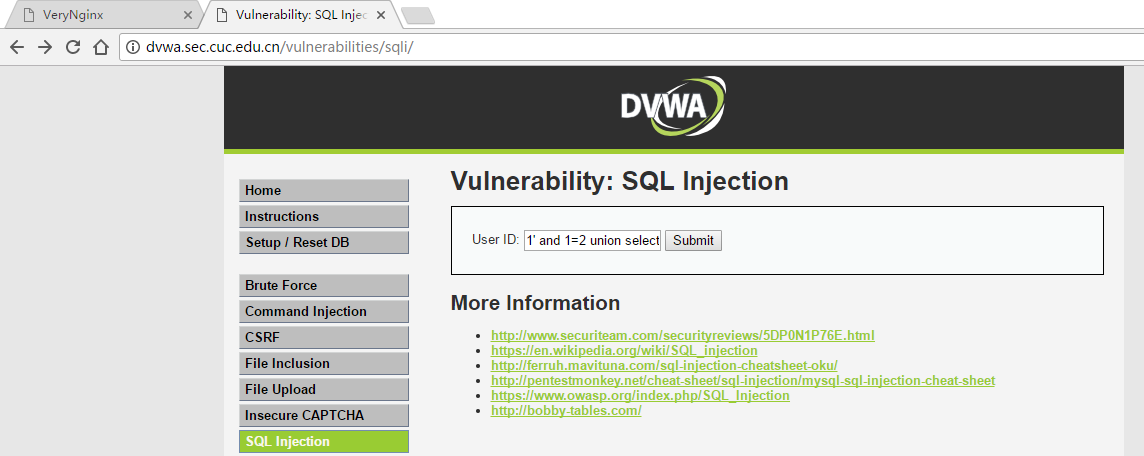 VeryNginx
Vulnerability: SQL Injec
dvwa.sec.cuc.edu.cn/vulnerabilities/sqli/
DVWA
Home
Instructions
Setup / Reset DB
Brute Force
Command Injection
CSRF
File Inclusion
File Upload
Insecure CAPTCHA
SQL Injection
Vulnerability: SQL Injection
User ID: 1' and 1=2 union select Submit
More Information
http://www.securiteam.com/securityreviews/5DP0N1P76E.html
https://en.wikipedia.org/wiki/SQL_injection
http://ferruh.mavituna.com/sql-injection-cheatsheet-oku/
http://pentestmonkey.net/cheat-sheet/sql-injection/mysql-sql-injection-cheat-sheet
https://www.owasp.org/index.php/SQL_Injection
http://bobby-tables.com/